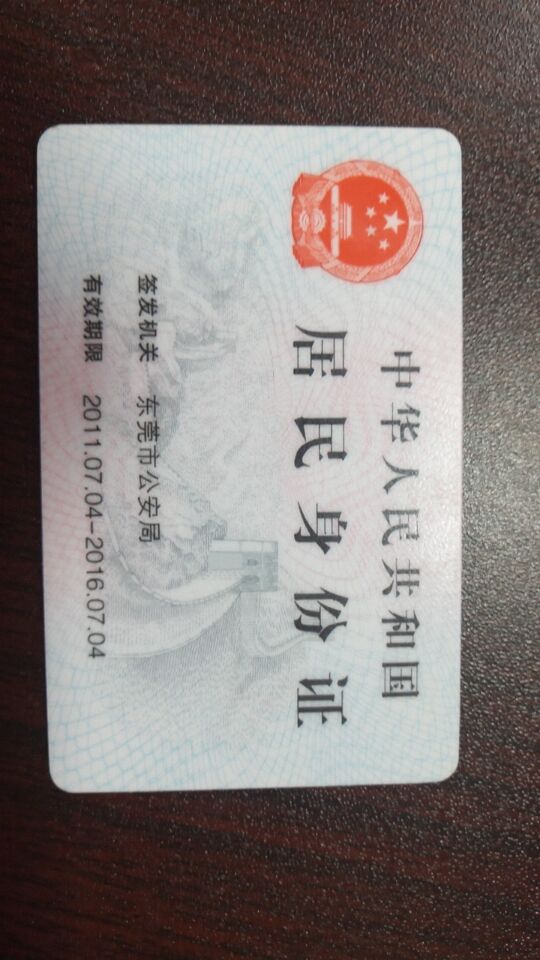 中华人民共和国
居民身份证
签发机关 东莞市公安局
有效期限 2011.07.04-2016.07.04